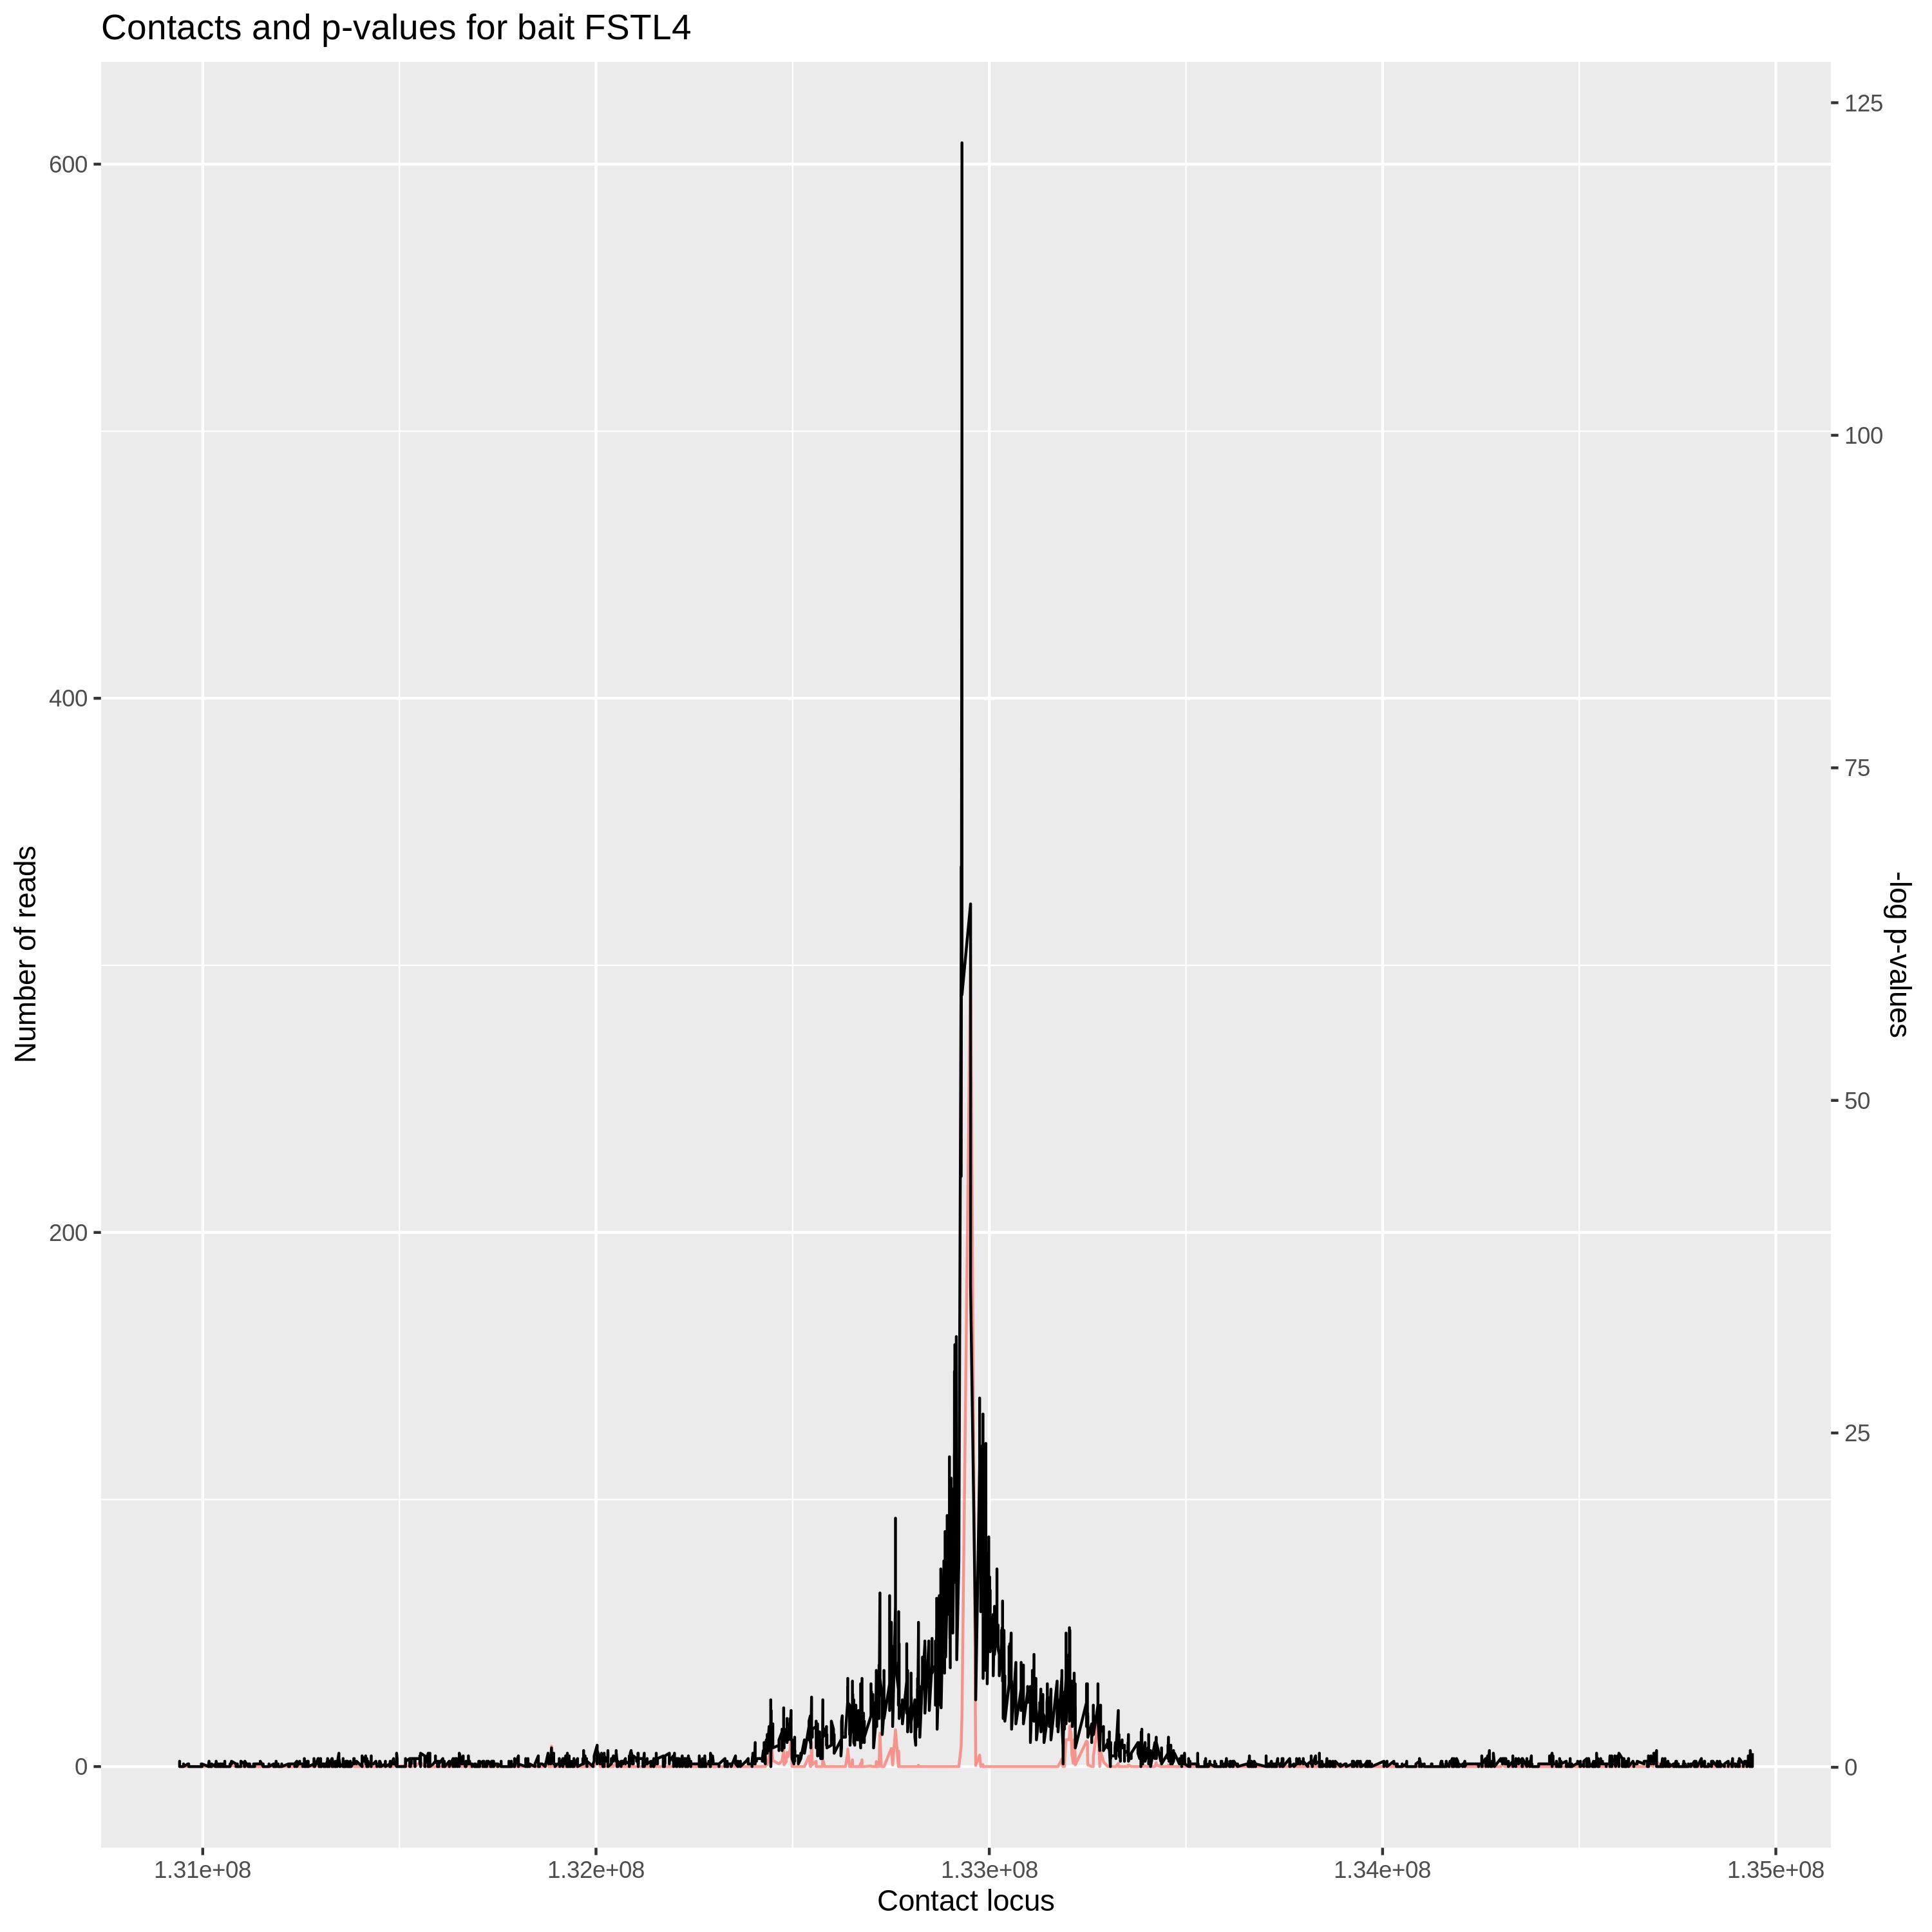 Contacts and p-values for bait FSTL4
Number of reads
600
400
200
0
125
100
75
50
25
0
-log p-values
1.31e+08
1.32e+08
1.33e+08
1.34e+08
1.35e+08
Contact locus